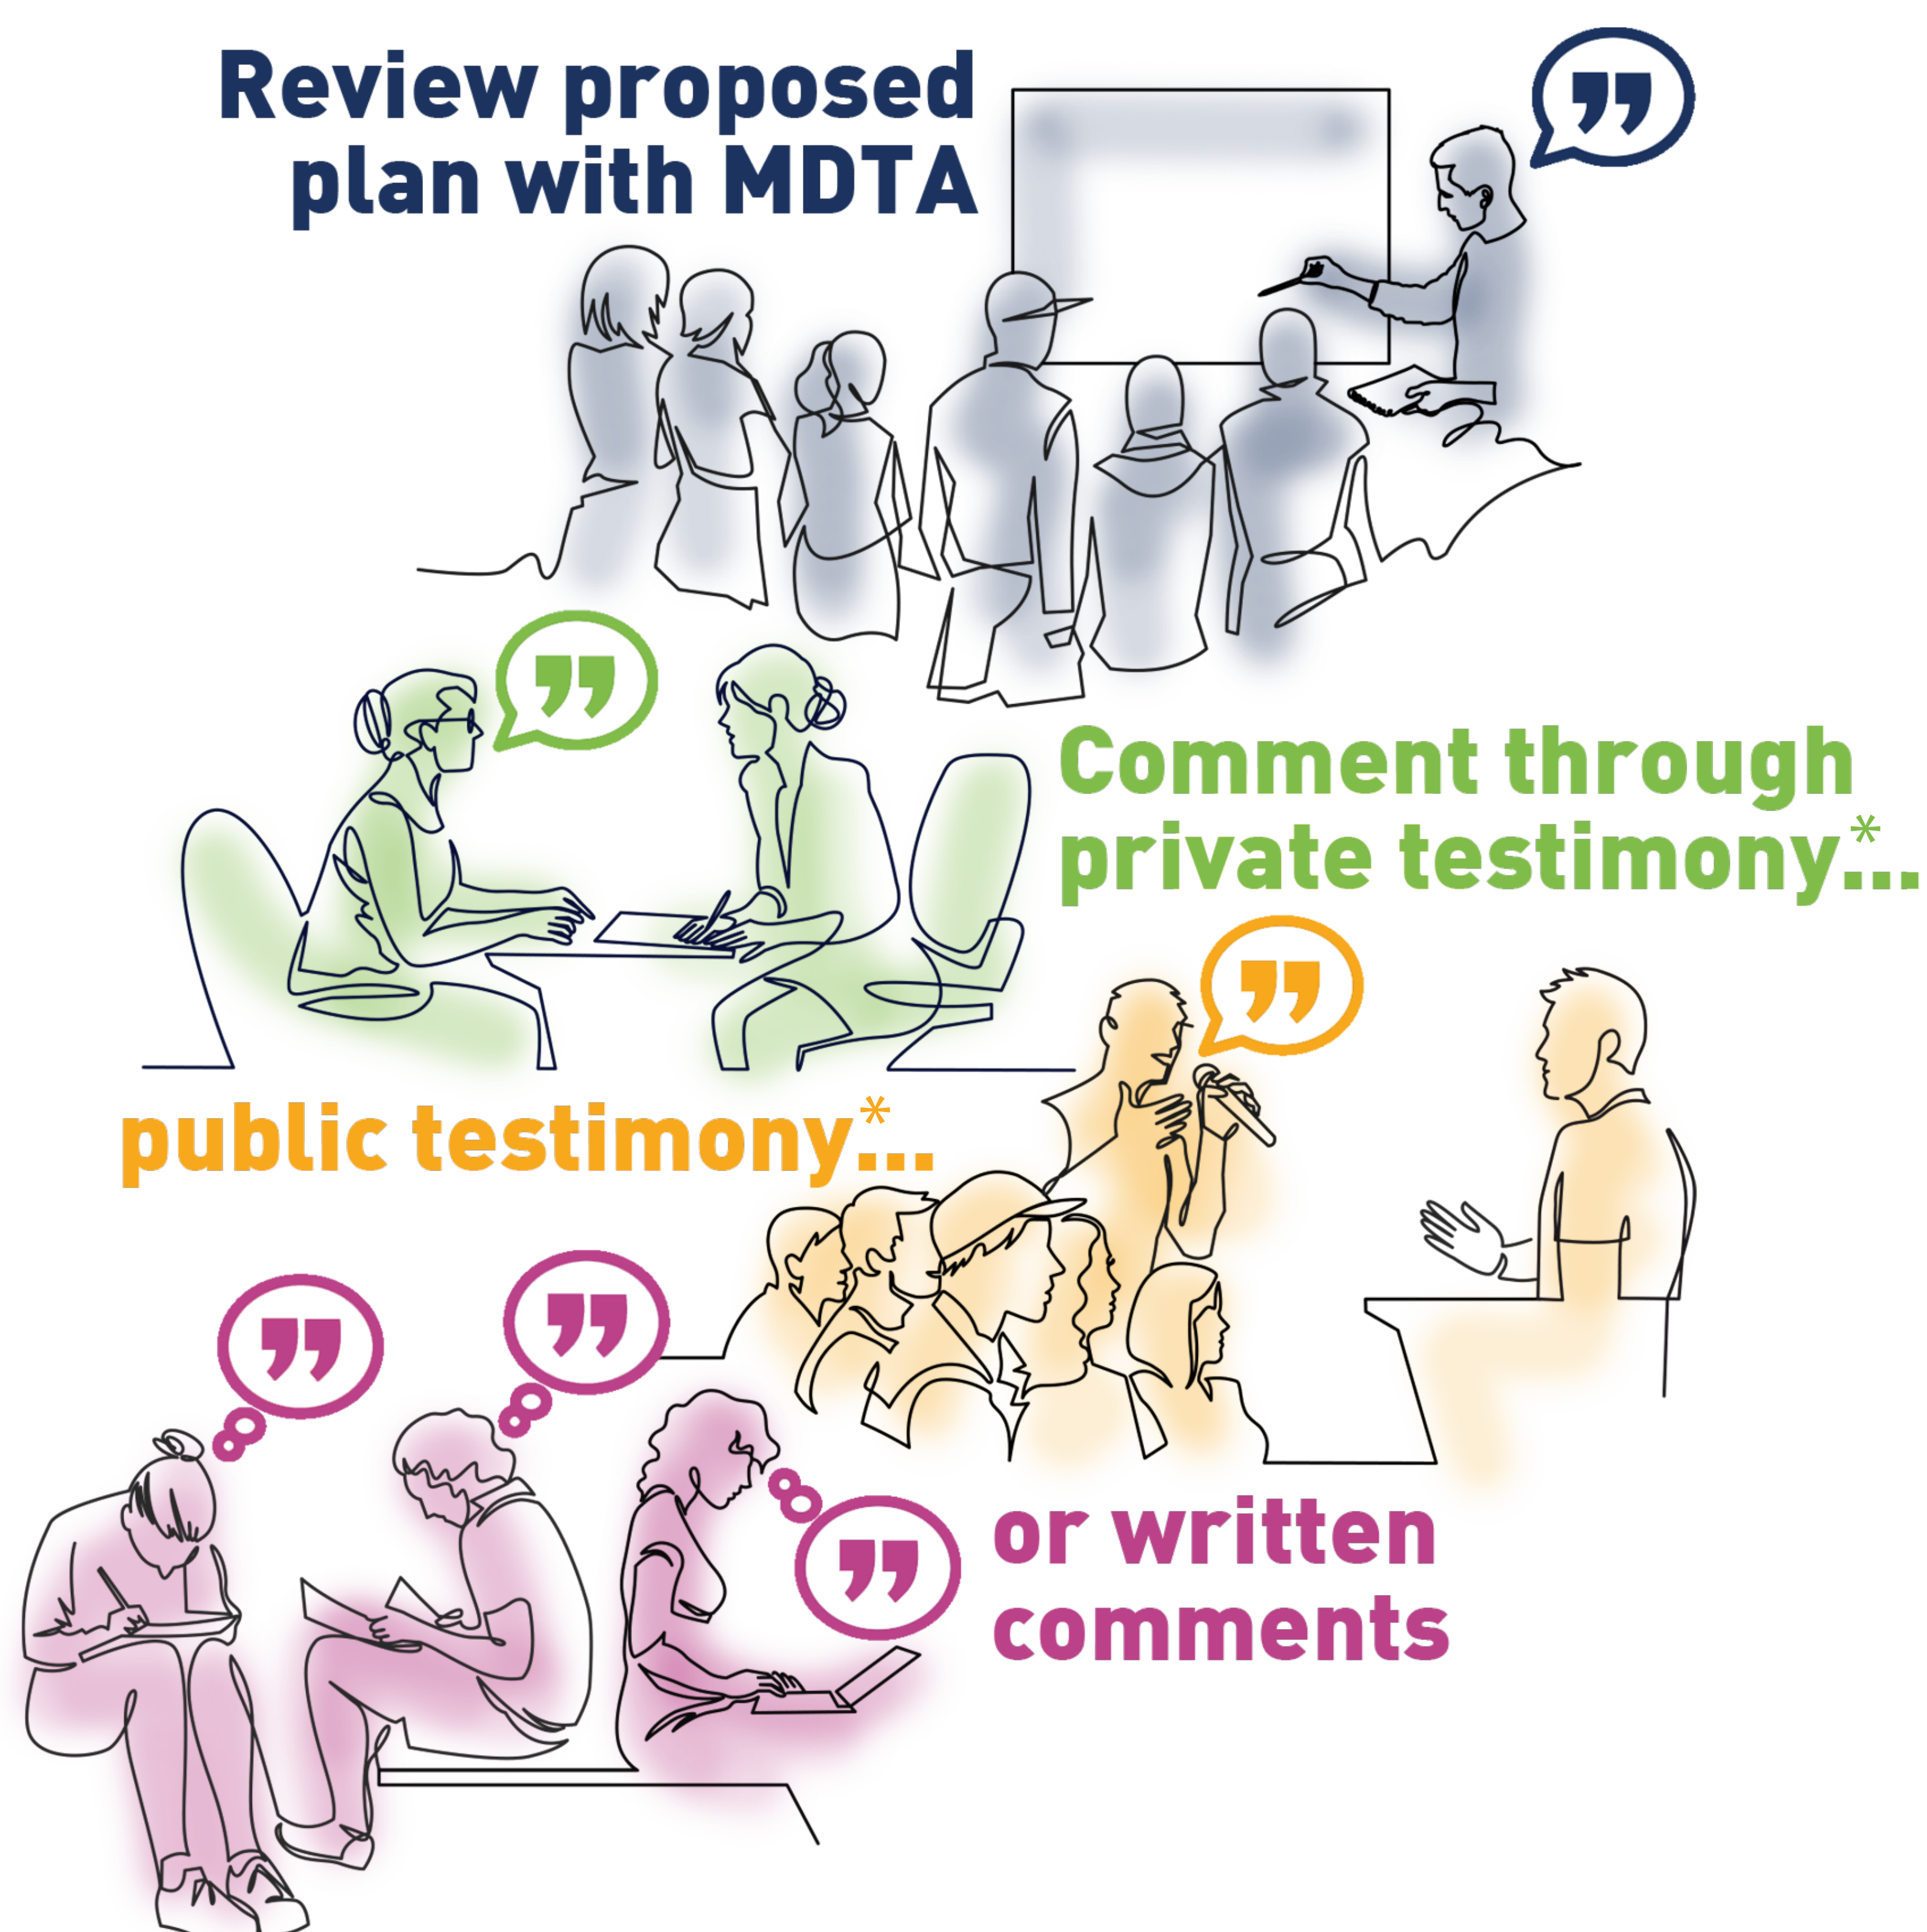 Review proposed
plan with MDTA
Comment through
private testimony*...
public testimony*...
or written
comments